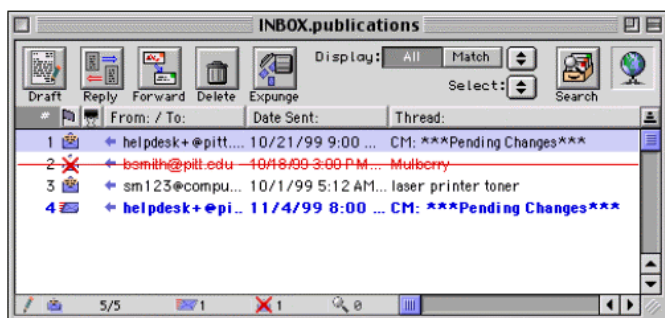 INBOX.publications
Display: All Match
Select:
Draft Reply Forward Delete Expunge Search
# From: / To: Date Sent: Thread:
1 helpdesk+@pitt.... 10/21/99 9:00 ... CM: ***Pending Changes***
2 bsmith@pitt.edu 10/18/99 3:00 PM... Mulberry
3 sm123@compu... 10/1/99 5:12 AM... laser printer toner
4 helpdesk+@pi.. 11/4/99 8:00 ... CM: ***Pending Changes***
5/5 1 1 0